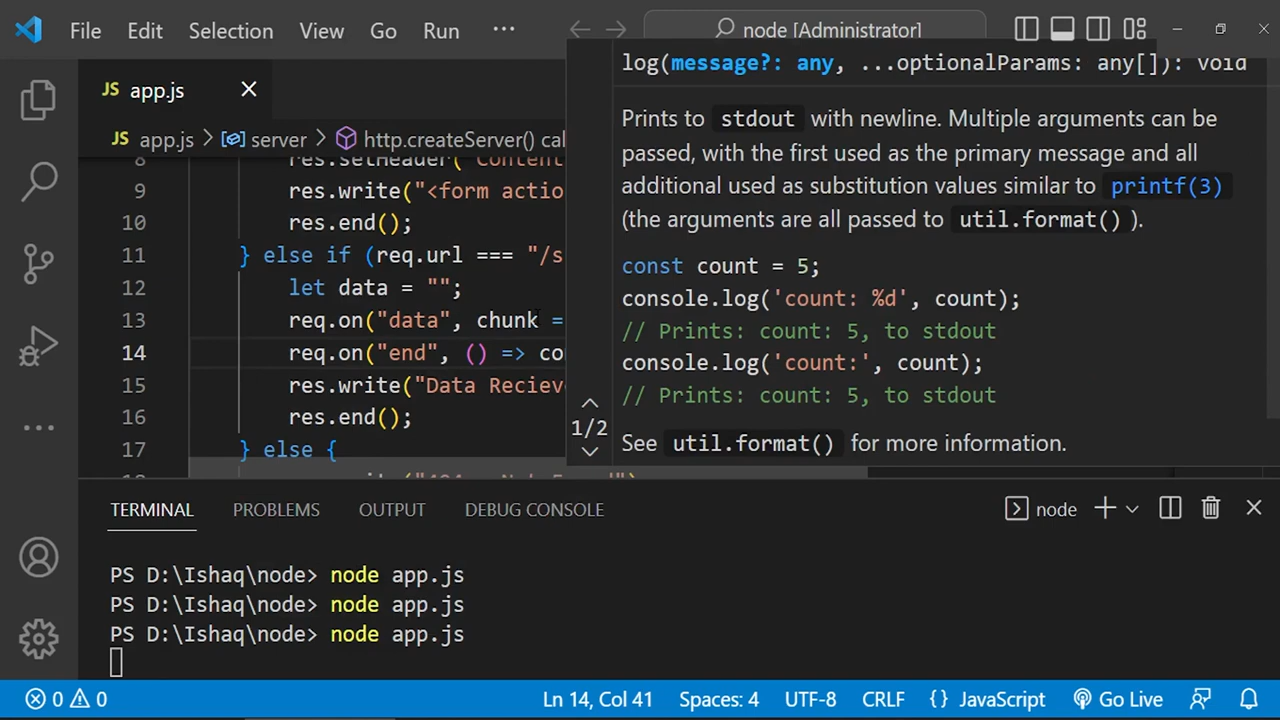 File Edit Selection View Go Run ··· node [Administrator]
JS app.js
JS app.js > server > http.createServer() cal
8 res.setHeader("Content
9 res.write("<form actio
10 res.end();
11 } else if (req.url === "/s
12 let data = "";
13 req.on("data", chunk =
14 req.on("end", () => co
15 res.write("Data Recieve
16 res.end();
17 } else {
log(message?: any, ...optionalParams: any[]): void
Prints to stdout with newline. Multiple arguments can be
passed, with the first used as the primary message and all
additional used as substitution values similar to printf(3)
(the arguments are all passed to util.format() ).
const count = 5;
console.log('count: %d', count);
// Prints: count: 5, to stdout
console.log('count:', count);
// Prints: count: 5, to stdout
1/2
See util.format() for more information.
TERMINAL PROBLEMS OUTPUT DEBUG CONSOLE node
PS D:\Ishaq\node> node app.js
PS D:\Ishaq\node> node app.js
PS D:\Ishaq\node> node app.js
0 0 Ln 14, Col 41 Spaces: 4 UTF-8 CRLF {} JavaScript Go Live